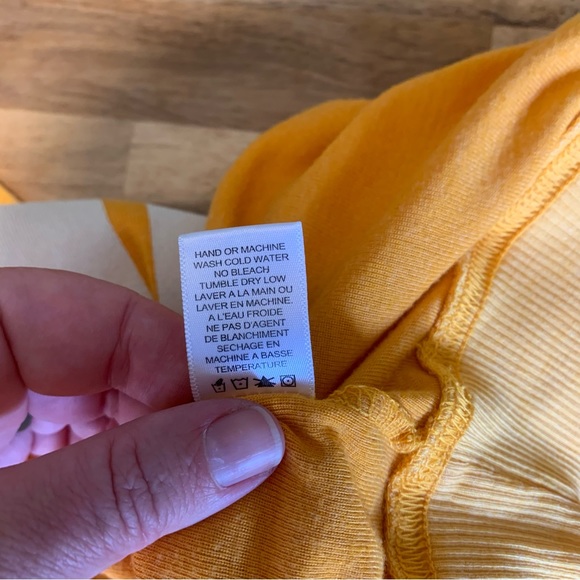 HAND OR MACHINE
WASH COLD WATER
NO BLEACH
TUMBLE DRY LOW
LAVER A LA MAIN OU
LAVER EN MACHINE.
A L'EAU FROIDE
NE PAS D'AGENT
DE BLANCHIMENT
SECHAGE EN
MACHINE A BASSE
TEMPERATURE